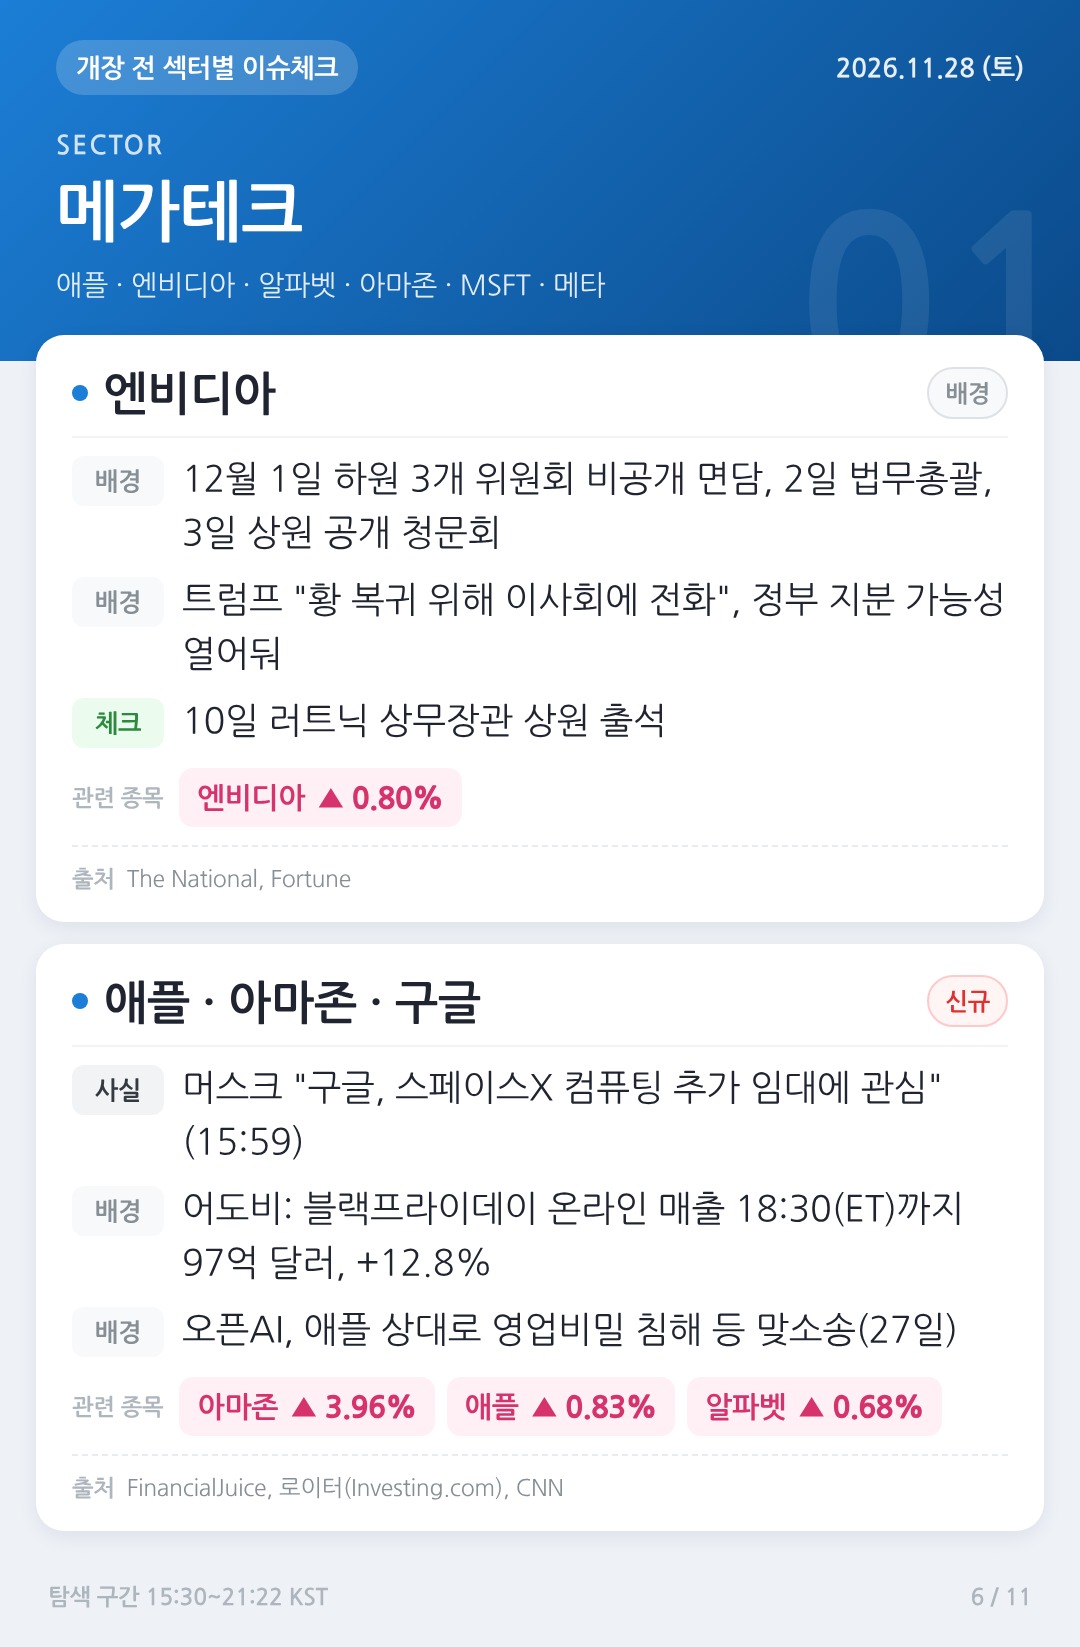 개장 전 섹터별 이슈체크
2026.11.28 (토)
SECTOR
메가테크
애플 · 엔비디아 · 알파벳 · 아마존 · MSFT · 메타
01
엔비디아
배경
배경 12월 1일 하원 3개 위원회 비공개 면담, 2일 법무총괄,
3일 상원 공개 청문회
배경 트럼프 "황 복귀 위해 이사회에 전화", 정부 지분 가능성
열어둬
체크 10일 러트닉 상무장관 상원 출석
관련 종목 엔비디아 ▲ 0.80%
출처 The National, Fortune
애플 · 아마존 · 구글
신규
사실 머스크 "구글, 스페이스X 컴퓨팅 추가 임대에 관심"
(15:59)
배경 어도비: 블랙프라이데이 온라인 매출 18:30(ET)까지
97억 달러, +12.8%
배경 오픈AI, 애플 상대로 영업비밀 침해 등 맞소송(27일)
관련 종목 아마존 ▲ 3.96% 애플 ▲ 0.83% 알파벳 ▲ 0.68%
출처 FinancialJuice, 로이터(Investing.com), CNN
탐색 구간 15:30~21:22 KST
6 / 11